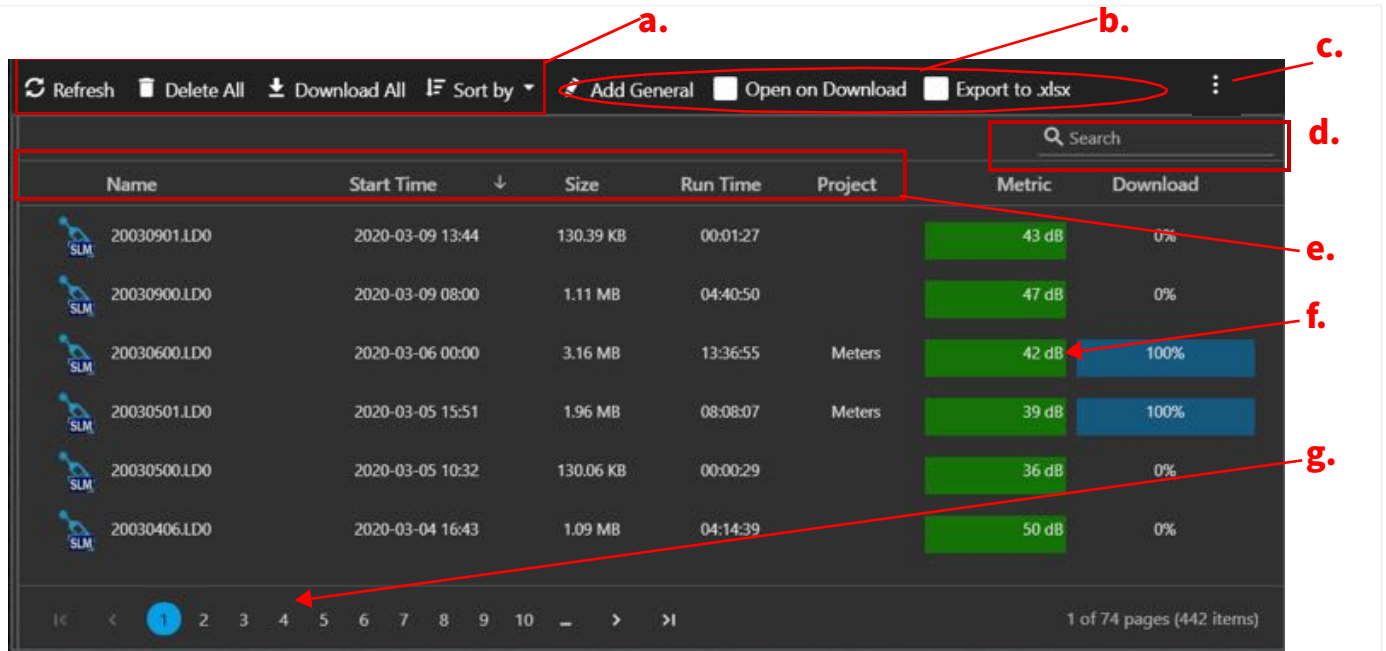 a.
b.
c.
Refresh Delete All Download All Sort by Add General Open on Download Export to .xlsx
Search
d.
Name Start Time Size Run Time Project Metric Download
SLM 20030901.LD0 2020-03-09 13:44 130.39 KB 00:01:27 43 dB 0%
e.
SLM 20030900.LD0 2020-03-09 08:00 1.11 MB 04:40:50 47 dB 0%
f.
SLM 20030600.LD0 2020-03-06 00:00 3.16 MB 13:36:55 Meters 42 dB 100%
SLM 20030501.LD0 2020-03-05 15:51 1.96 MB 08:08:07 Meters 39 dB 100%
g.
SLM 20030500.LD0 2020-03-05 10:32 130.06 KB 00:00:29 36 dB 0%
SLM 20030406.LD0 2020-03-04 16:43 1.09 MB 04:14:39 50 dB 0%
1 2 3 4 5 6 7 8 9 10 ... 1 of 74 pages (442 items)